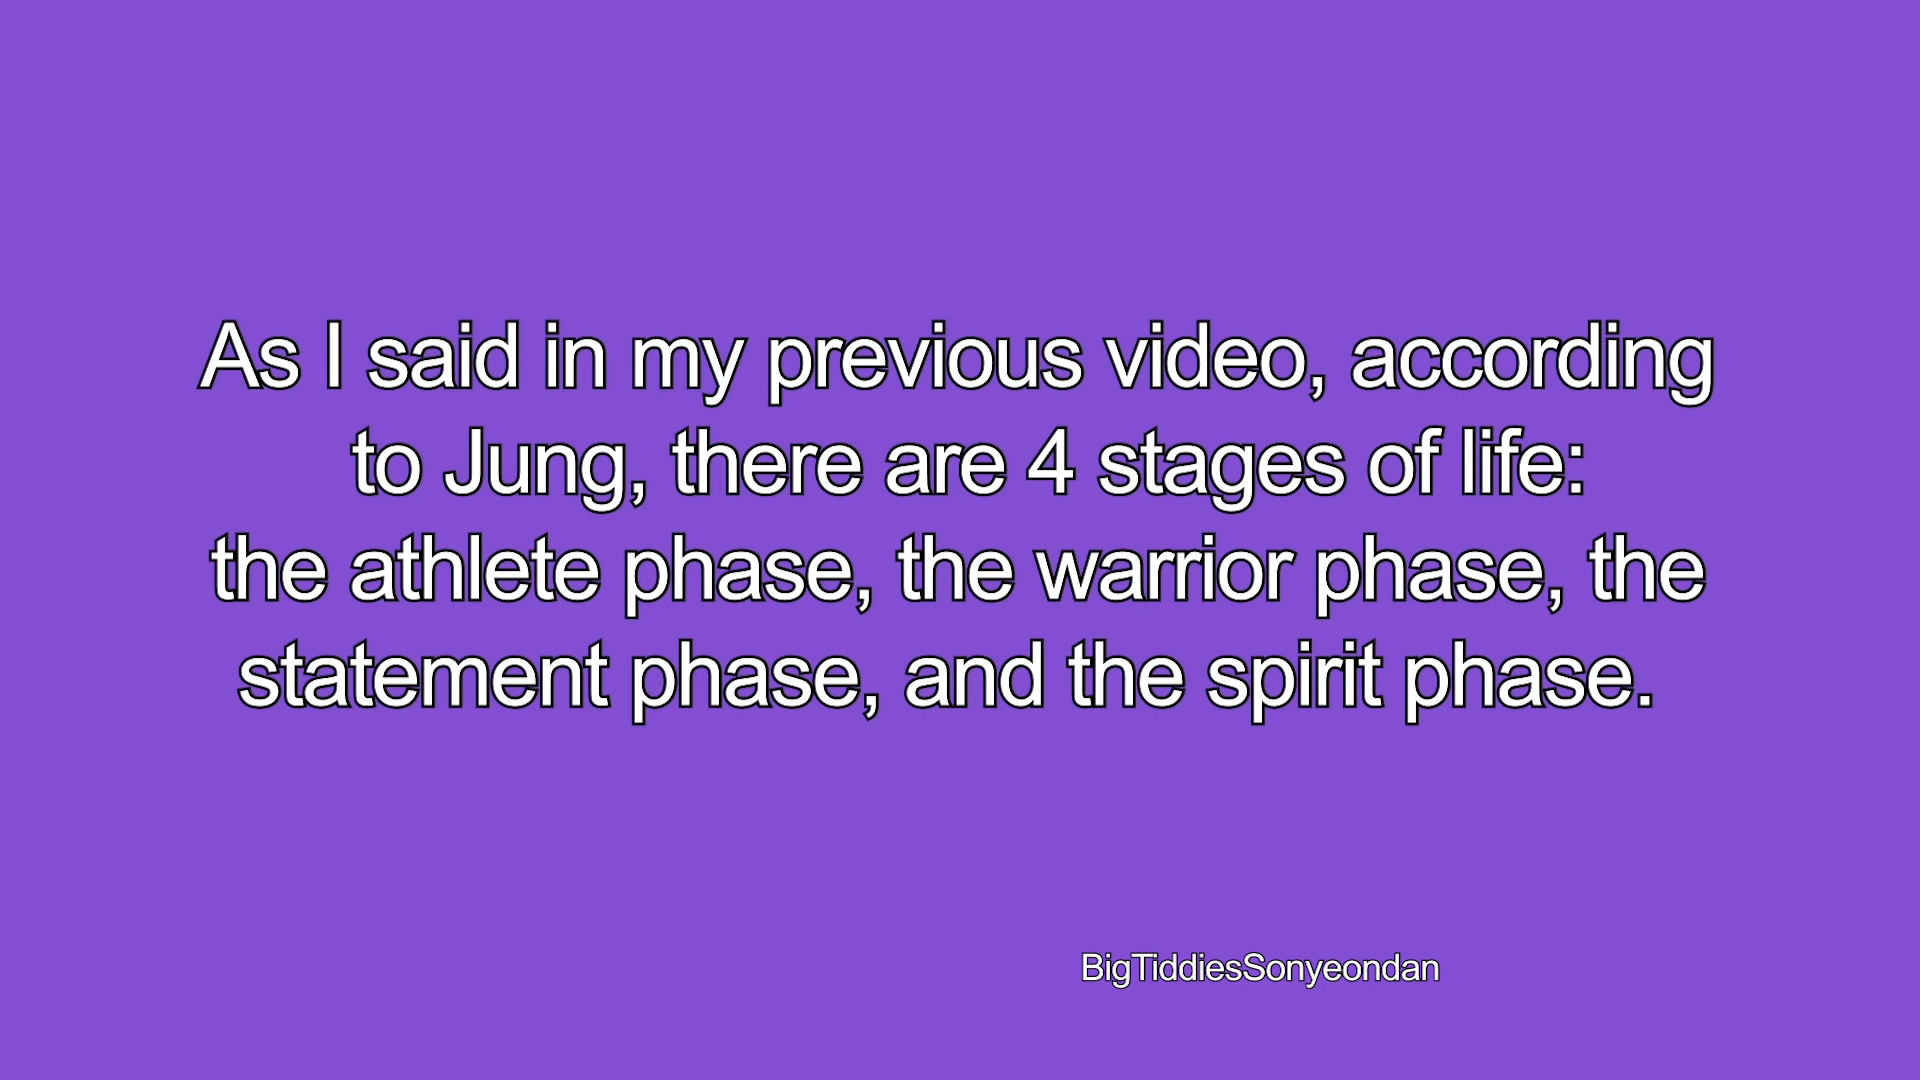 As I said in my previous video, according
to Jung, there are 4 stages of life:
the athlete phase, the warrior phase, the
statement phase, and the spirit phase.
BigTiddiesSonyeondan